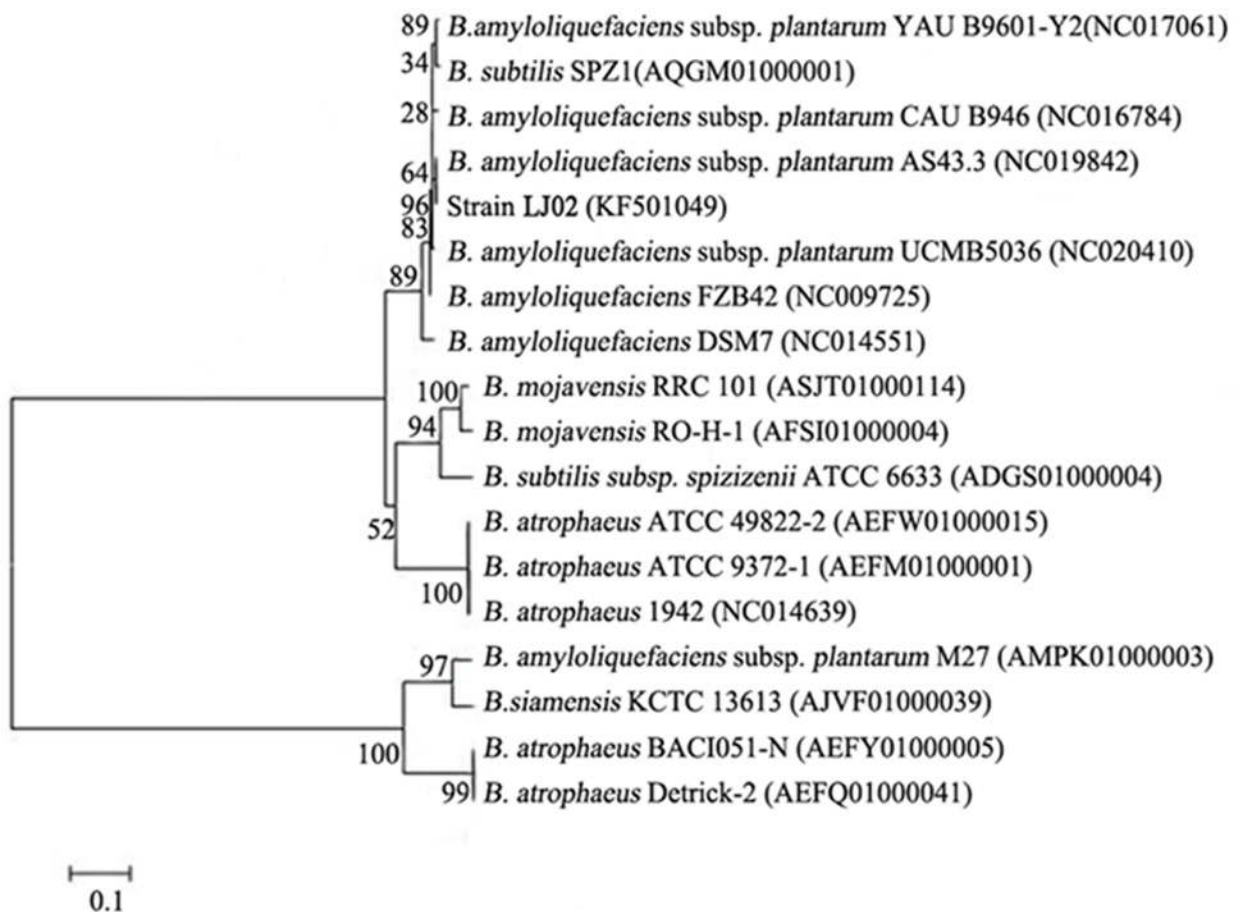 89 B.amyloliquefaciens subsp. plantarum YAU B9601-Y2(NC017061)
34 B. subtilis SPZ1(AQGM01000001)
28 B. amyloliquefaciens subsp. plantarum CAU B946 (NC016784)
B. amyloliquefaciens subsp. plantarum AS43.3 (NC019842)
64
96 Strain LJ02 (KF501049)
83
B. amyloliquefaciens subsp. plantarum UCMB5036 (NC020410)
89
B. amyloliquefaciens FZB42 (NC009725)
B. amyloliquefaciens DSM7 (NC014551)
100 B. mojavensis RRC 101 (ASJT01000114)
94 B. mojavensis RO-H-1 (AFSI01000004)
B. subtilis subsp. spizizenii ATCC 6633 (ADGS01000004)
52 B. atrophaeus ATCC 49822-2 (AEFW01000015)
B. atrophaeus ATCC 9372-1 (AEFM01000001)
100
B. atrophaeus 1942 (NC014639)
97 B. amyloliquefaciens subsp. plantarum M27 (AMPK01000003)
B.siamensis KCTC 13613 (AJVF01000039)
100 B. atrophaeus BACI051-N (AEFY01000005)
99 B. atrophaeus Detrick-2 (AEFQ01000041)
0.1